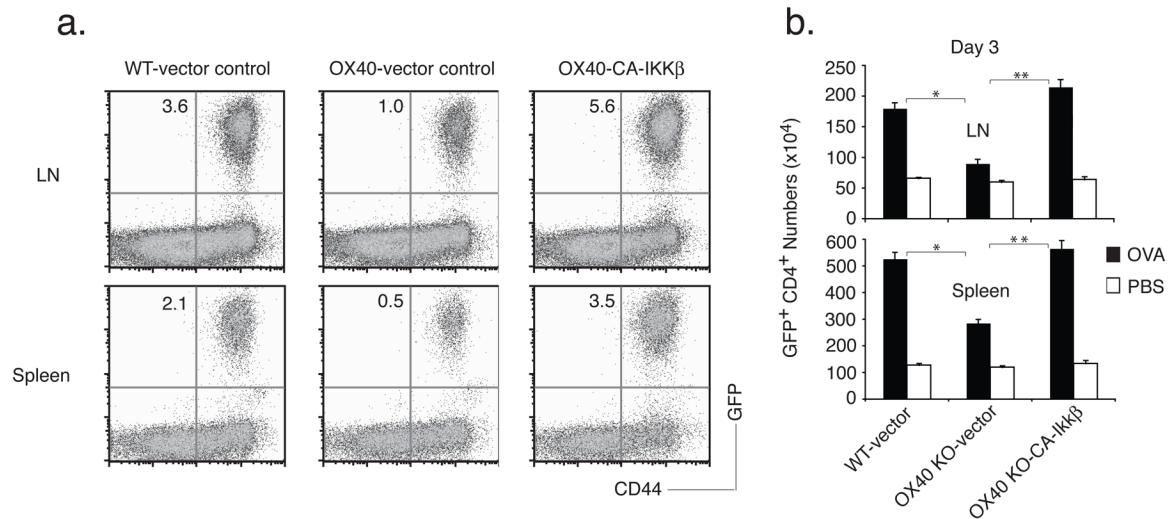 a.
WT-vector control
OX40-vector control
OX40-CA-IKKβ
LN
3.6
1.0
5.6
Spleen
2.1
0.5
3.5
GFP
CD44
b.
Day 3
GFP+ CD4+ Numbers (x10⁴)
250
200
150
100
50
0
*
**
LN
600
500
400
300
200
100
0
*
**
Spleen
OVA
PBS
WT-vector
OX40 KO-vector
OX40 KO-CA-Ikkβ